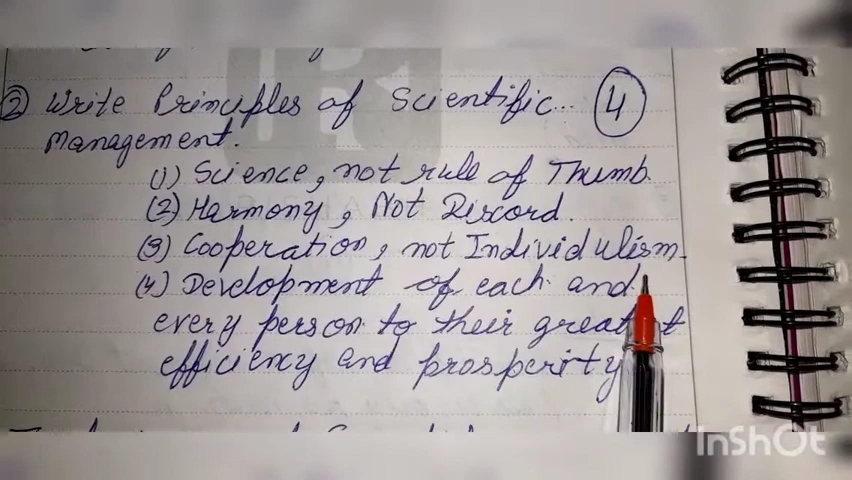 ② Write Principles of Scientific... ④
Management.
(1) Science, not rule of Thumb.
(2) Harmony, Not Discord.
(3) Cooperation, not Individulism.
(4) Development of each and
every person to their greatest
efficiency and prosperity
InShOt